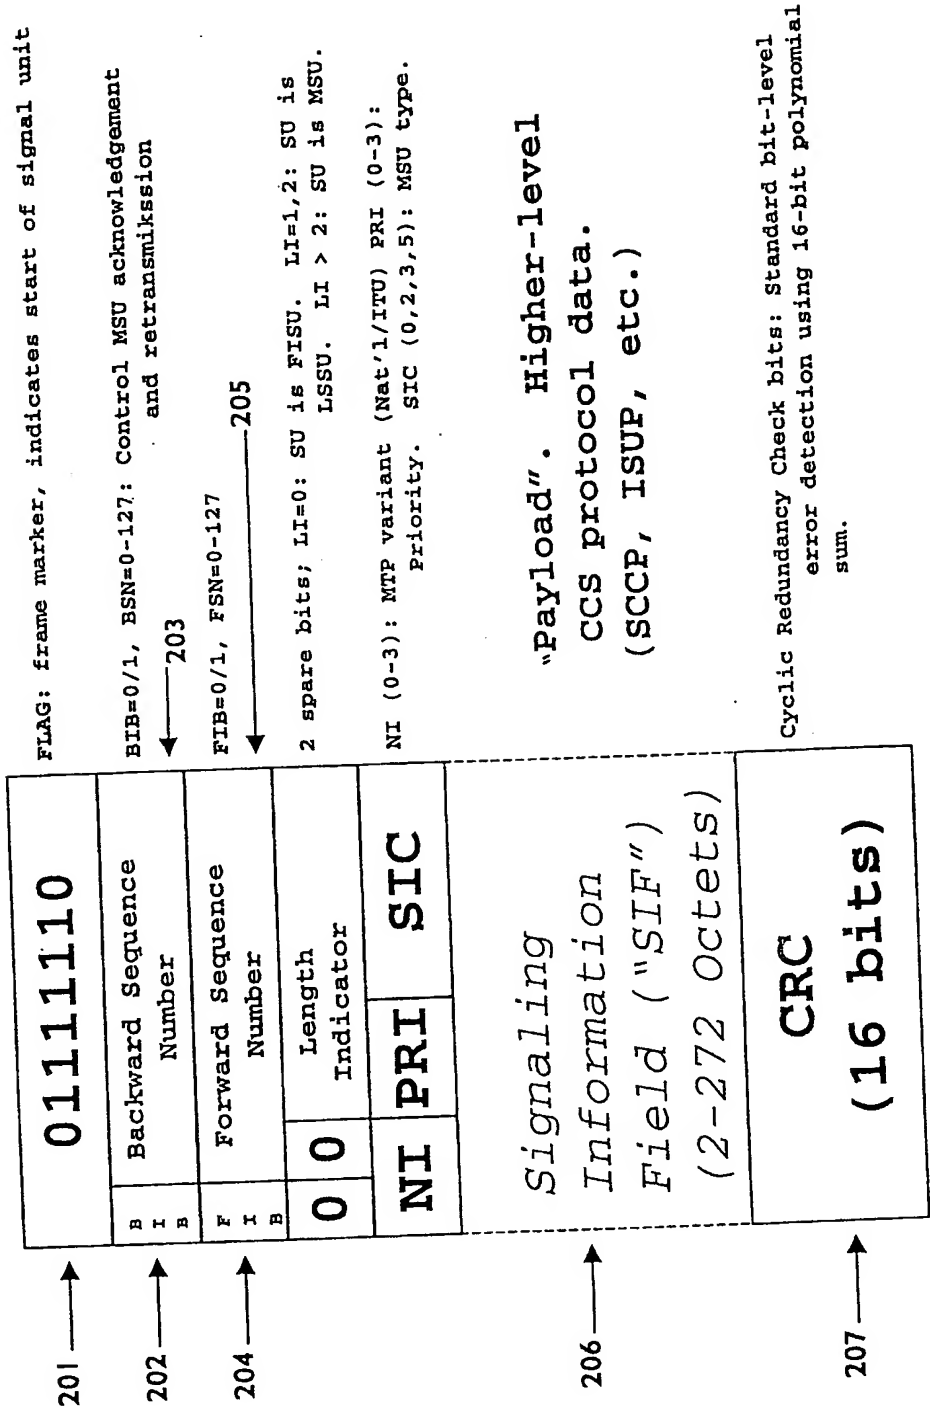 201
01111110
FLAG: frame marker, indicates start of signal unit
202
B
I
B
Backward Sequence
Number
BIB=0/1, BSN=0-127: Control MSU acknowledgement
and retransmikssion
203
204
F
I
B
Forward Sequence
Number
FIB=0/1, FSN=0-127
205
0 0
Length
Indicator
2 spare bits; LI=0: SU is FISU. LI=1,2: SU is
LSSU. LI > 2: SU is MSU.
NI PRI SIC
NI (0-3): MTP variant (Nat'l/ITU) PRI (0-3):
Priority. SIC (0,2,3,5): MSU type.
206
Signaling
Information
Field ("SIF")
(2-272 Octets)
"Payload". Higher-level
CCS protocol data.
(SCCP, ISUP, etc.)
207
CRC
(16 bits)
Cyclic Redundancy Check bits: Standard bit-level
error detection using 16-bit polynomial
sum.